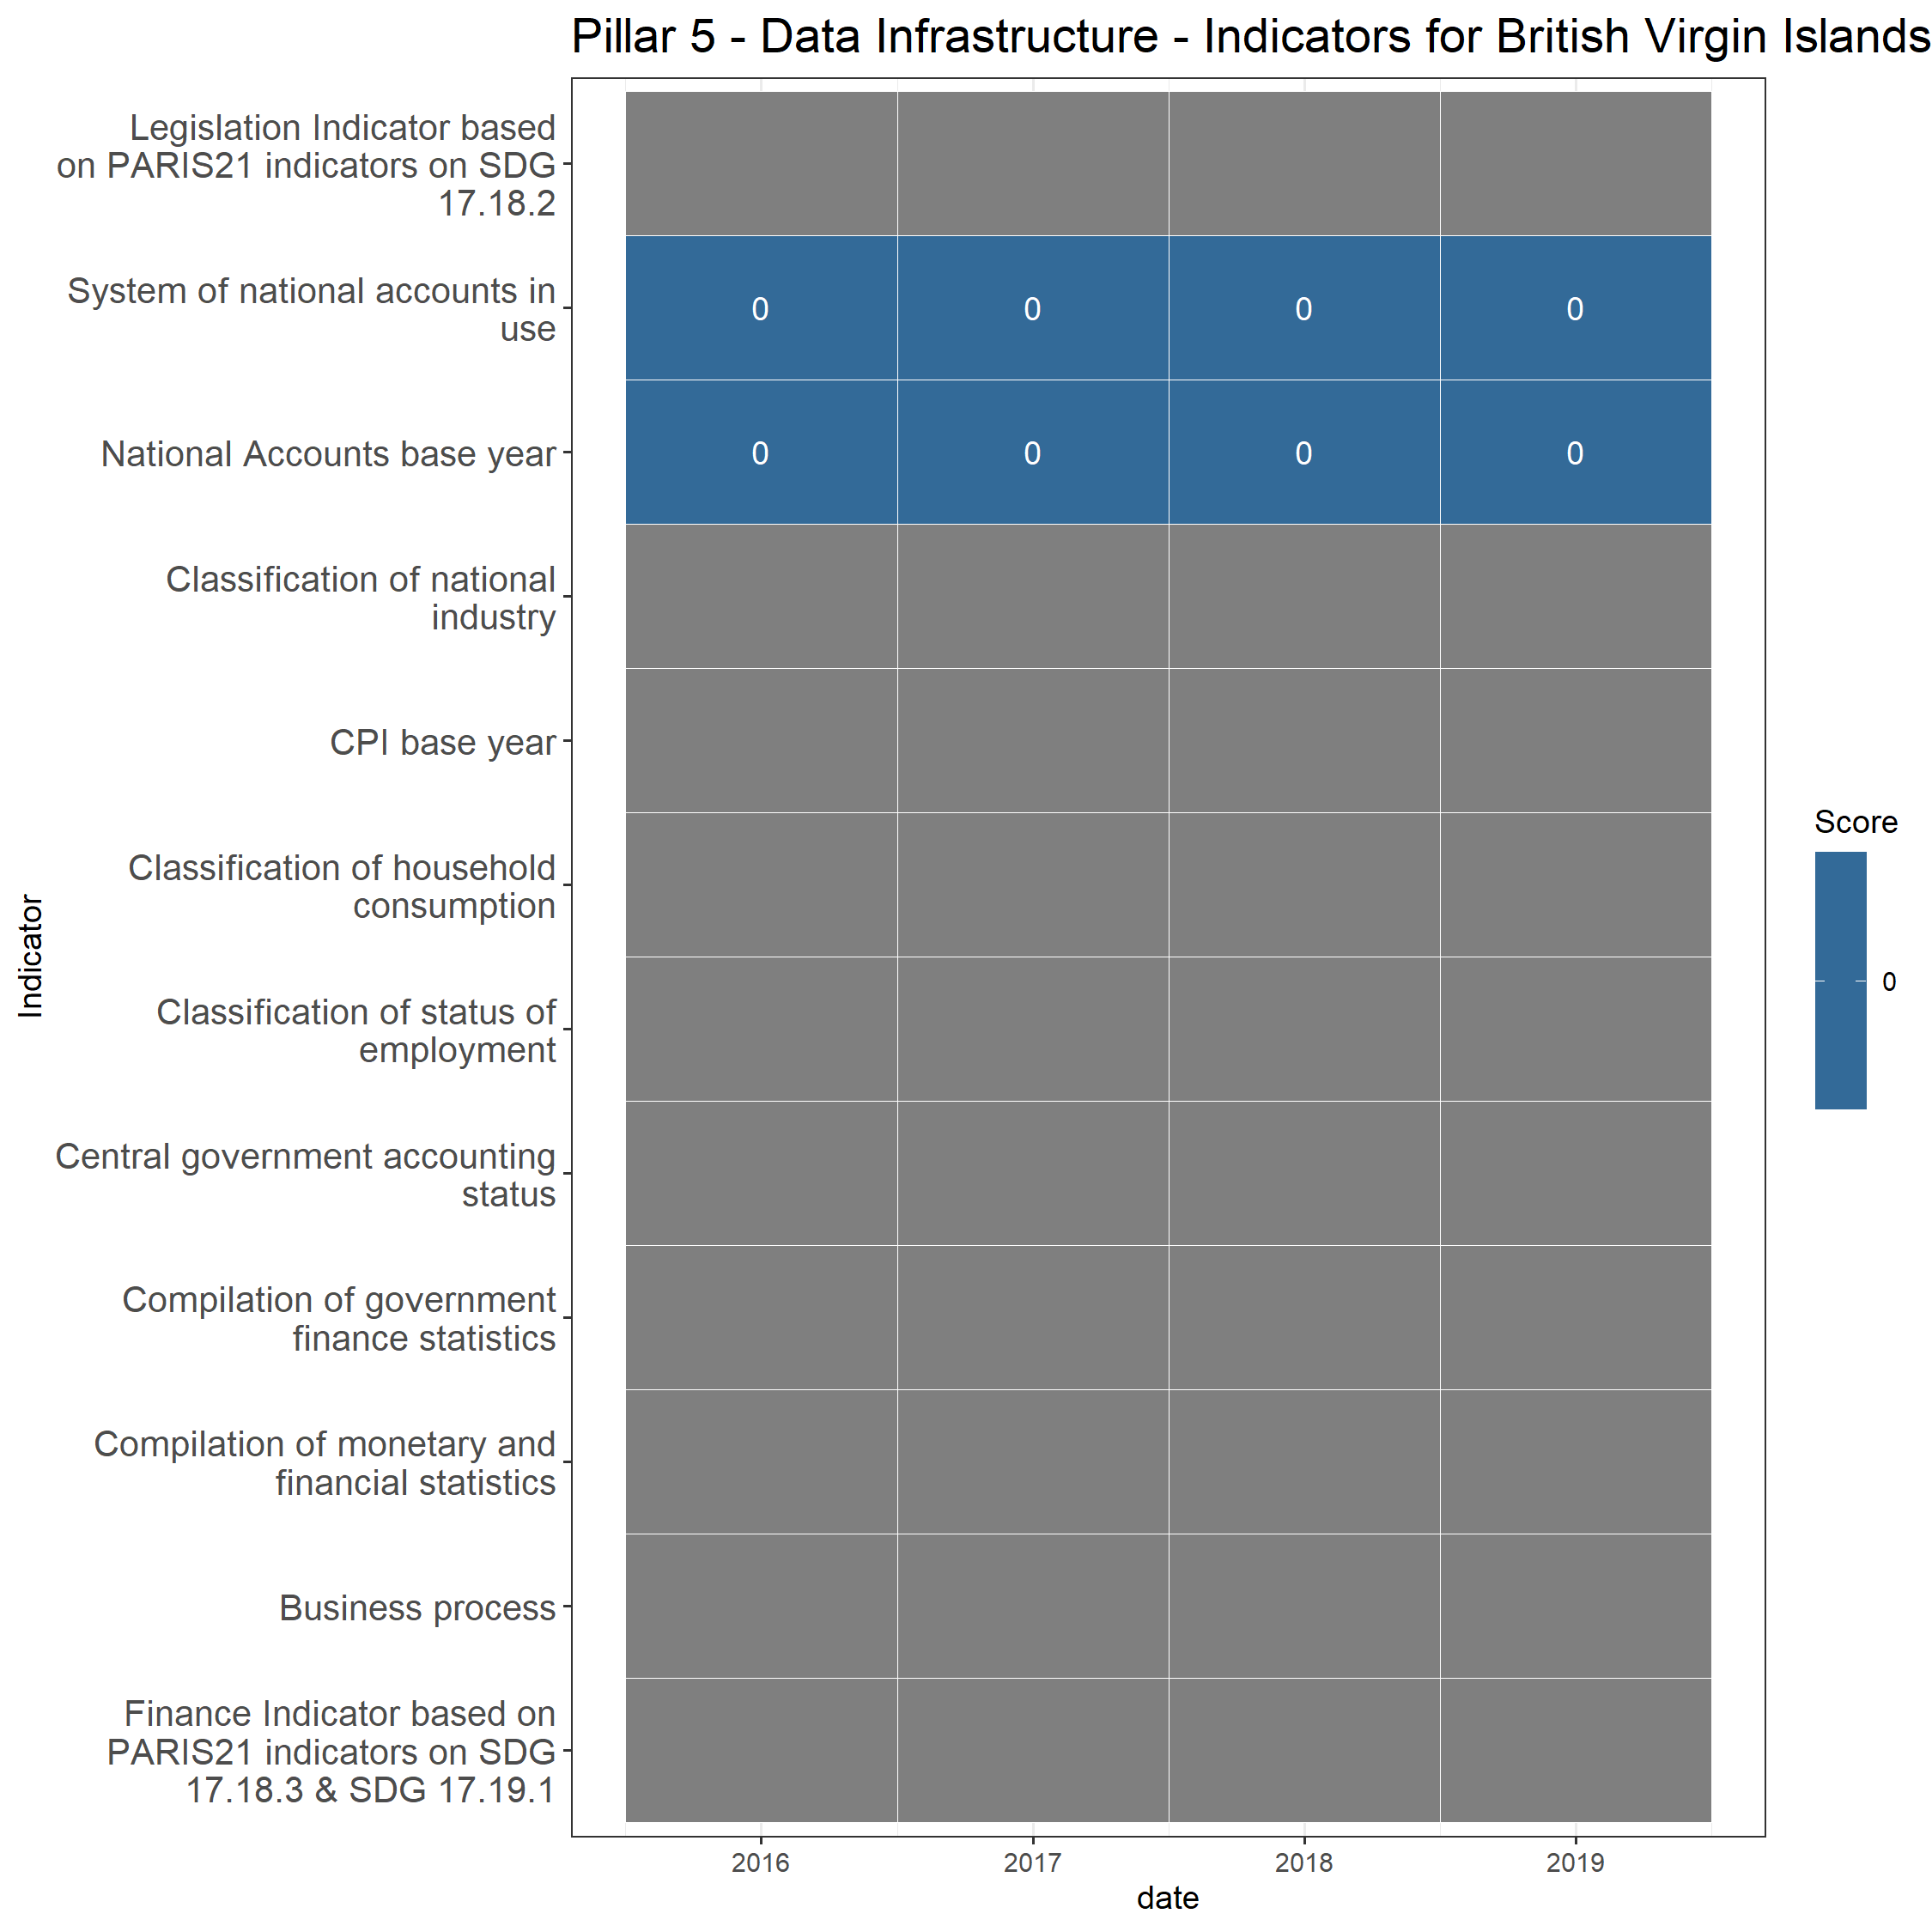 Pillar 5 - Data Infrastructure - Indicators for British Virgin Islands
Legislation Indicator based
on PARIS21 indicators on SDG
17.18.2
System of national accounts in
use
0 0 0 0
National Accounts base year
0 0 0 0
Classification of national
industry
CPI base year
Classification of household
consumption
Classification of status of
employment
Central government accounting
status
Compilation of government
finance statistics
Compilation of monetary and
financial statistics
Business process
Finance Indicator based on
PARIS21 indicators on SDG
17.18.3 & SDG 17.19.1
Indicator
2016 2017 2018 2019
date
Score
0